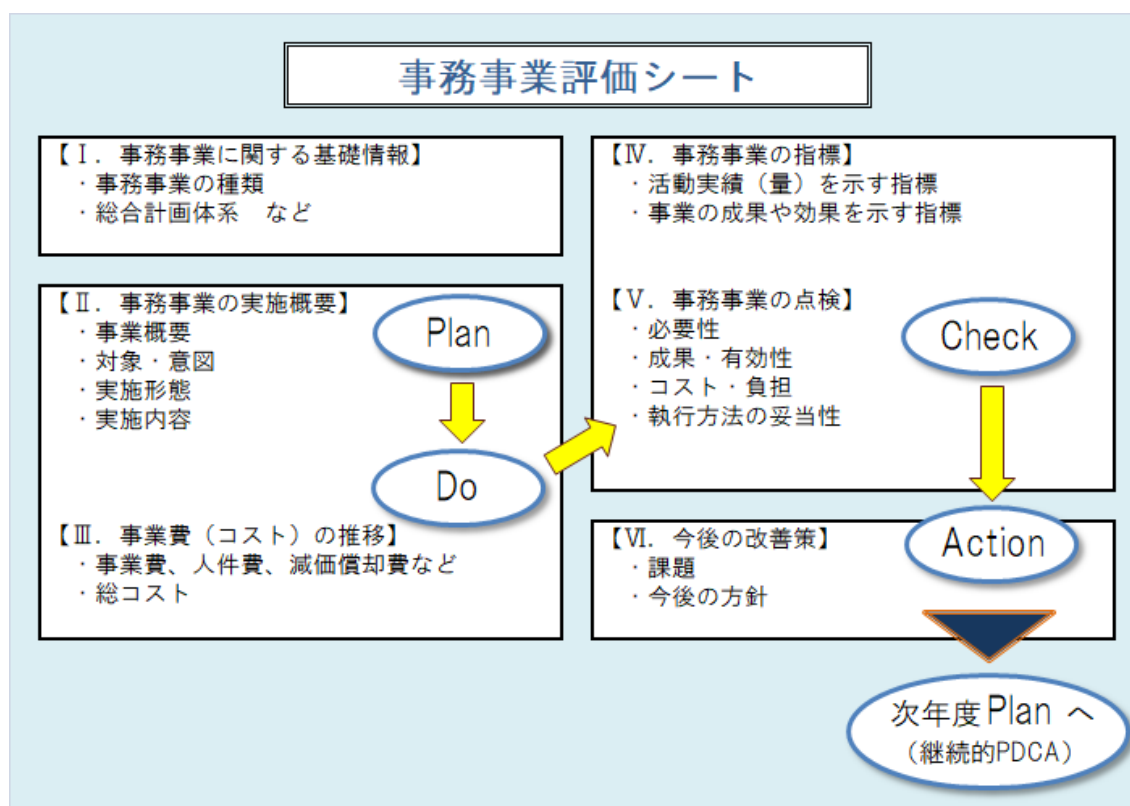 事務事業評価シート
【Ⅰ．事務事業に関する基礎情報】
・事務事業の種類
・総合計画体系　など
【Ⅱ．事務事業の実施概要】
・事業概要
・対象・意図
・実施形態
・実施内容
Plan
Do
【Ⅲ．事業費（コスト）の推移】
・事業費、人件費、減価償却費など
・総コスト
【Ⅳ．事務事業の指標】
・活動実績（量）を示す指標
・事業の成果や効果を示す指標
【Ⅴ．事務事業の点検】
・必要性
・成果・有効性
・コスト・負担
・執行方法の妥当性
Check
【Ⅵ．今後の改善策】
・課題
・今後の方針
Action
次年度Plan へ
（継続的PDCA）